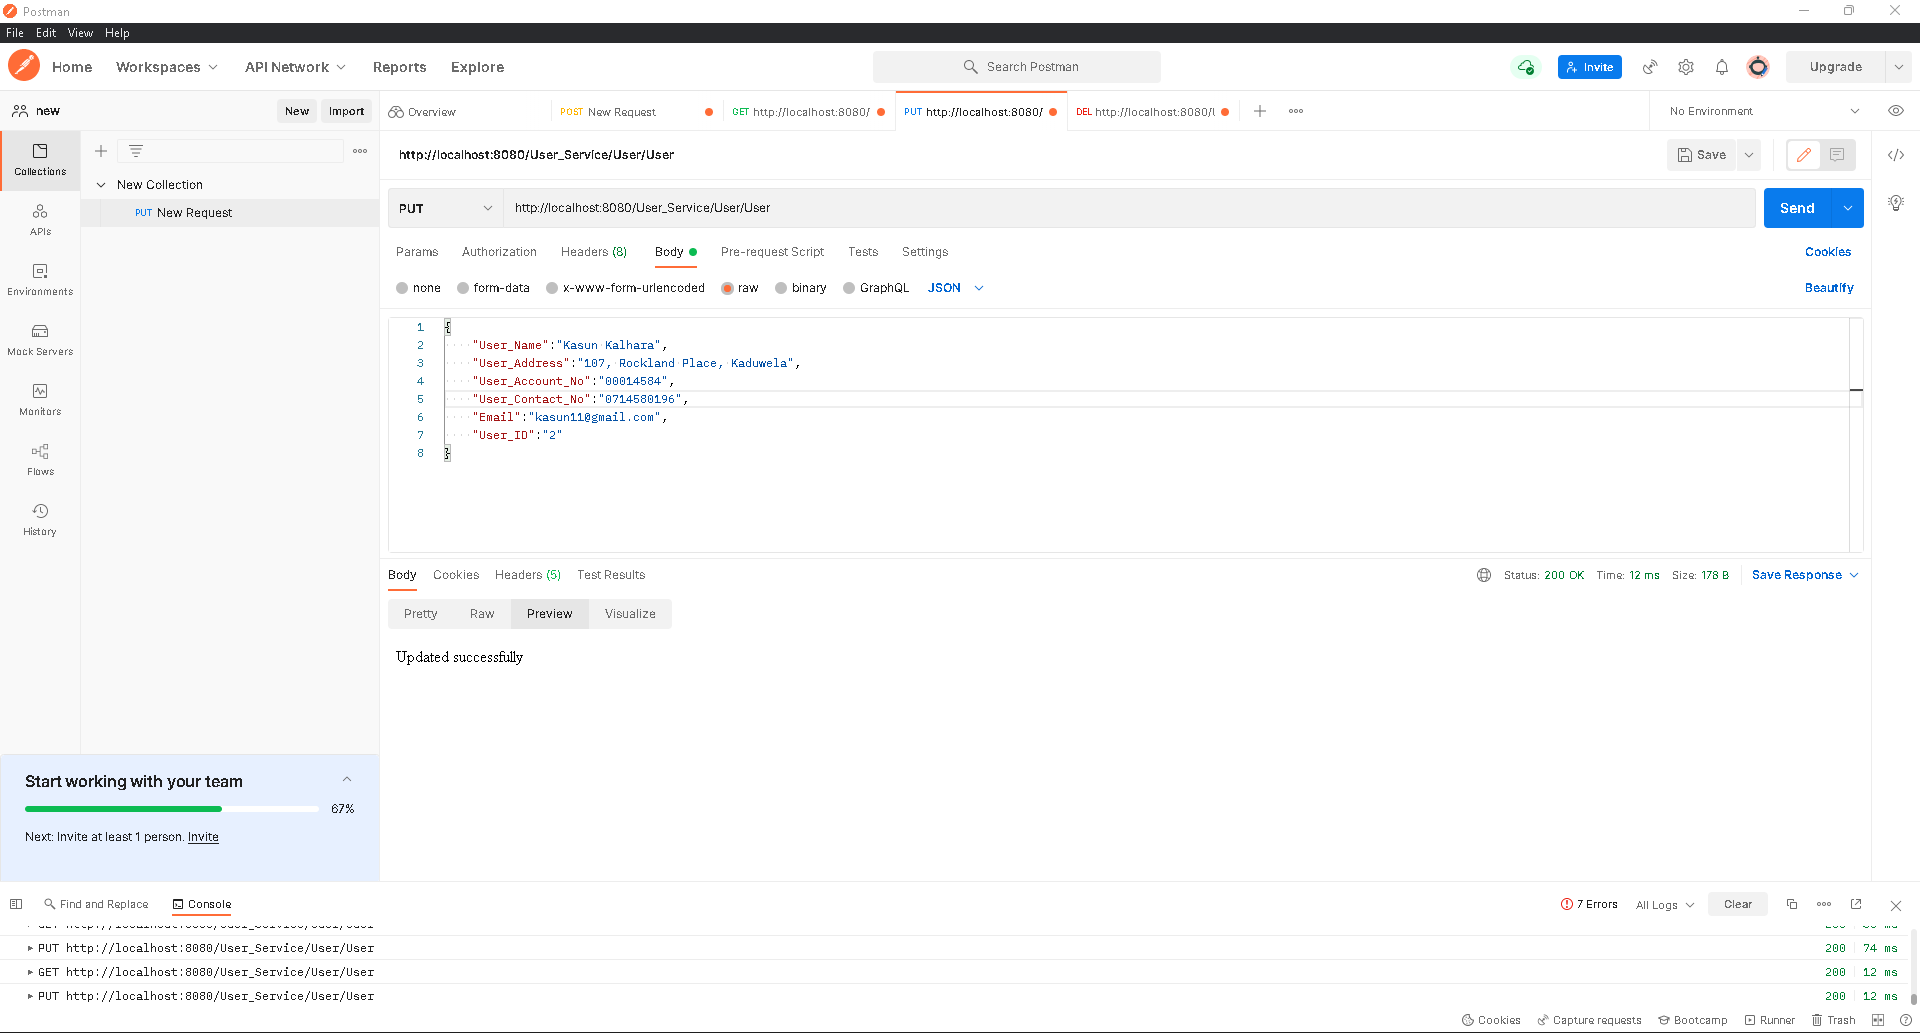 Postman
File Edit View Help
Home Workspaces API Network Reports Explore Search Postman Invite Upgrade
new New Import Overview POST New Request GET http://localhost:8080/ PUT http://localhost:8080/ DEL http://localhost:8080/ No Environment
Collections
APIs
Environments
Mock Servers
Monitors
Flows
History
New Collection
PUT New Request
http://localhost:8080/User_Service/User/User Save
PUT http://localhost:8080/User_Service/User/User Send
Params Authorization Headers (8) Body Pre-request Script Tests Settings Cookies
none form-data x-www-form-urlencoded raw binary GraphQL JSON Beautify
1 {
2 "User_Name":"Kasun Kalhara",
3 "User_Address":"107, Rockland Place, Kaduwela",
4 "User_Account_No":"00014584",
5 "User_Contact_No":"0714580196",
6 "Email":"kasun11@gmail.com",
7 "User_ID":"2"
8 }
Body Cookies Headers (5) Test Results Status: 200 OK Time: 12 ms Size: 178 B Save Response
Pretty Raw Preview Visualize
Updated successfully
Start working with your team
67%
Next: Invite at least 1 person. Invite
Find and Replace Console 7 Errors All Logs Clear
PUT http://localhost:8080/User_Service/User/User 200 74 ms
GET http://localhost:8080/User_Service/User/User 200 12 ms
PUT http://localhost:8080/User_Service/User/User 200 12 ms
Cookies Capture requests Bootcamp Runner Trash